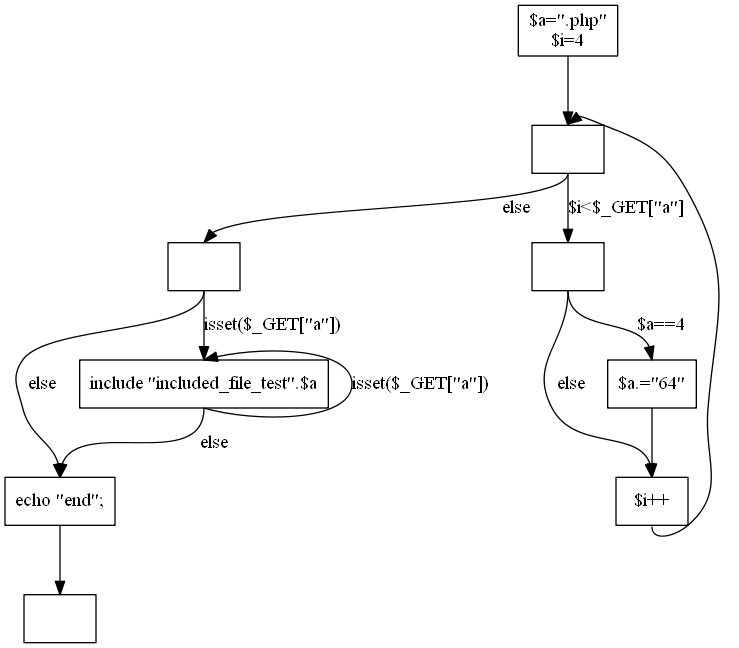 $a=".php"
$i=4
else
$i<$_GET["a"]
isset($_GET["a"])
$a==4
else
include "included_file_test".$a
isset($_GET["a"])
else
$a.="64"
else
echo "end";
$i++